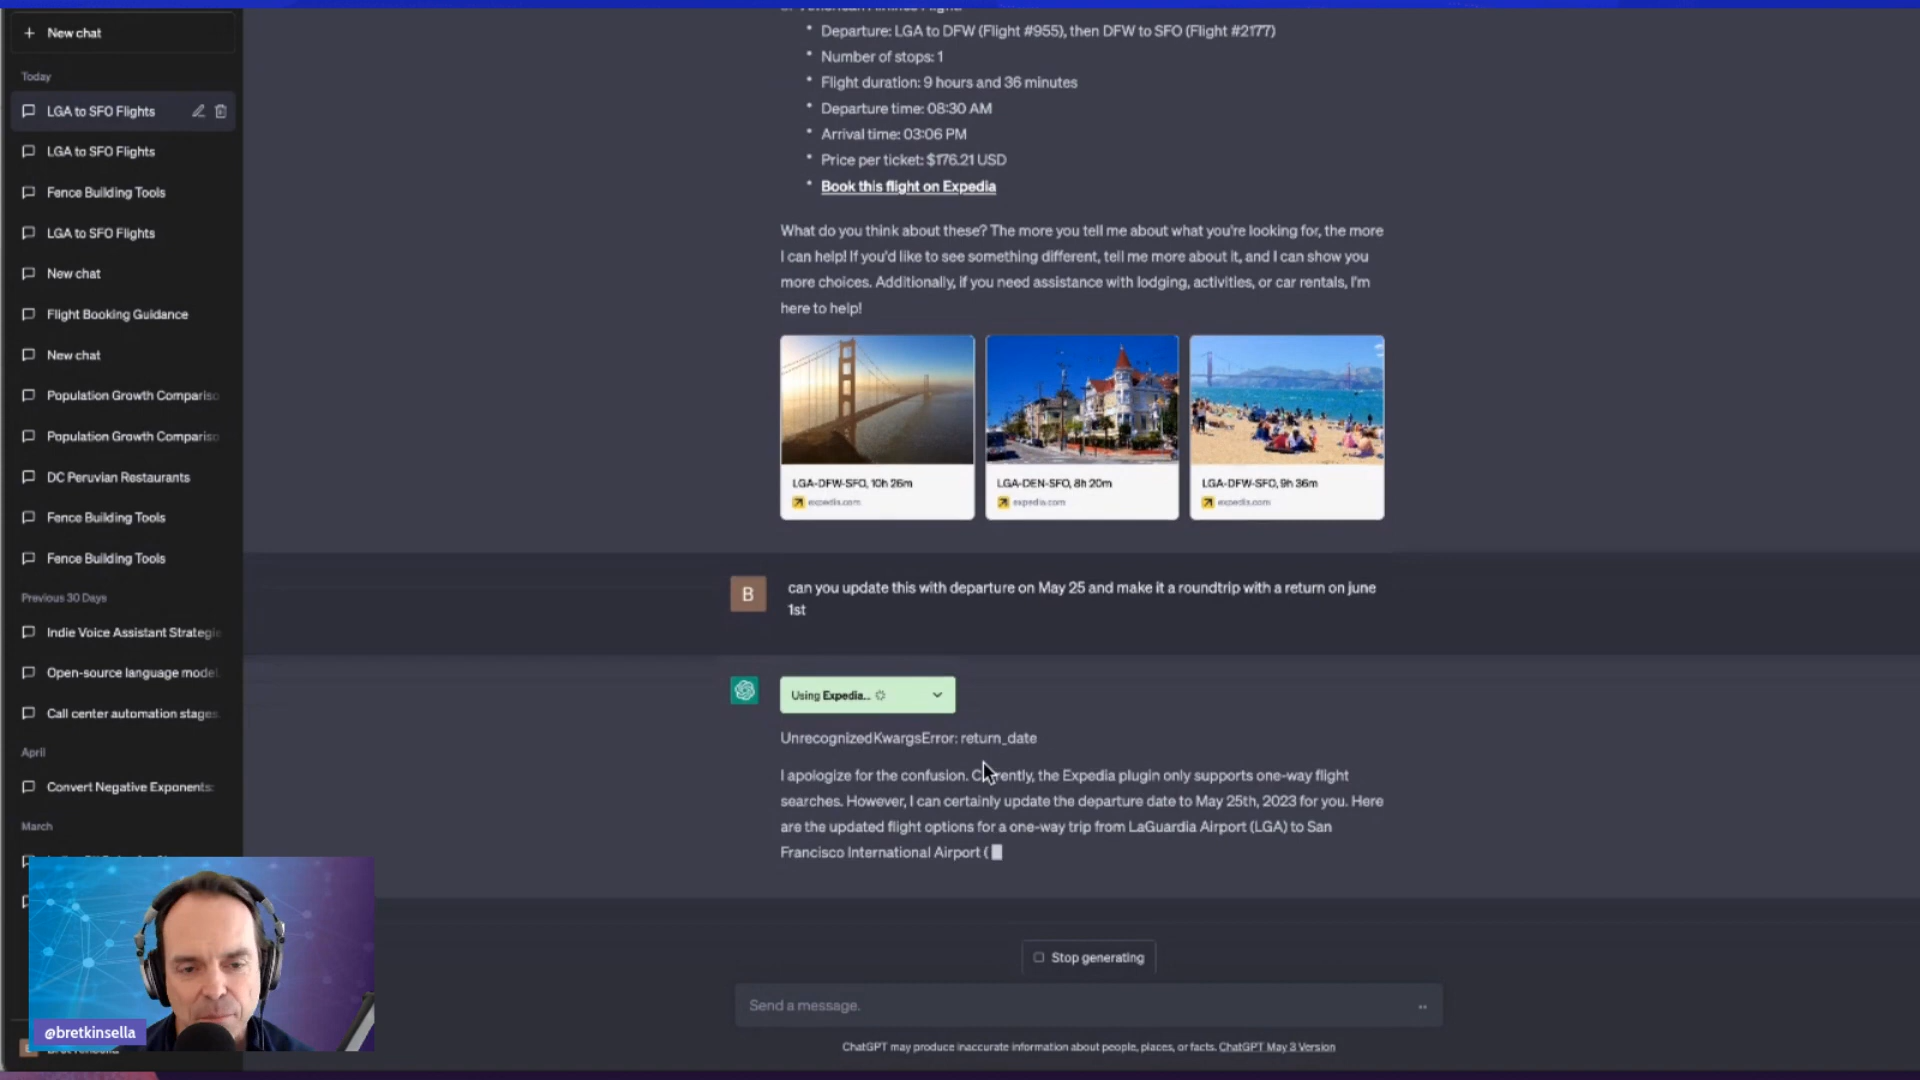 New chat
Today
LGA to SFO Flights
LGA to SFO Flights
Fence Building Tools
LGA to SFO Flights
New chat
Flight Booking Guidance
New chat
Population Growth Compariso
Population Growth Compariso
DC Peruvian Restaurants
Fence Building Tools
Fence Building Tools
Previous 30 Days
Indie Voice Assistant Strategie
Open-source language model
Call center automation stages
April
Convert Negative Exponents:
March
@bretkinsella
Departure: LGA to DFW (Flight #955), then DFW to SFO (Flight #2177)
Number of stops: 1
Flight duration: 9 hours and 36 minutes
Departure time: 08:30 AM
Arrival time: 03:06 PM
Price per ticket: $176.21 USD
Book this flight on Expedia
What do you think about these? The more you tell me about what you're looking for, the more
I can help! If you'd like to see something different, tell me more about it, and I can show you
more choices. Additionally, if you need assistance with lodging, activities, or car rentals, I'm
here to help!
LGA-DFW-SFO, 10h 26m
expedia.com
LGA-DEN-SFO, 8h 20m
expedia.com
LGA-DFW-SFO, 9h 36m
expedia.com
B
can you update this with departure on May 25 and make it a roundtrip with a return on june
1st
Using Expedia...
UnrecognizedKwargsError: return_date
I apologize for the confusion. Currently, the Expedia plugin only supports one-way flight
searches. However, I can certainly update the departure date to May 25th, 2023 for you. Here
are the updated flight options for a one-way trip from LaGuardia Airport (LGA) to San
Francisco International Airport (
Stop generating
Send a message.
ChatGPT may produce inaccurate information about people, places, or facts. ChatGPT May 3 Version